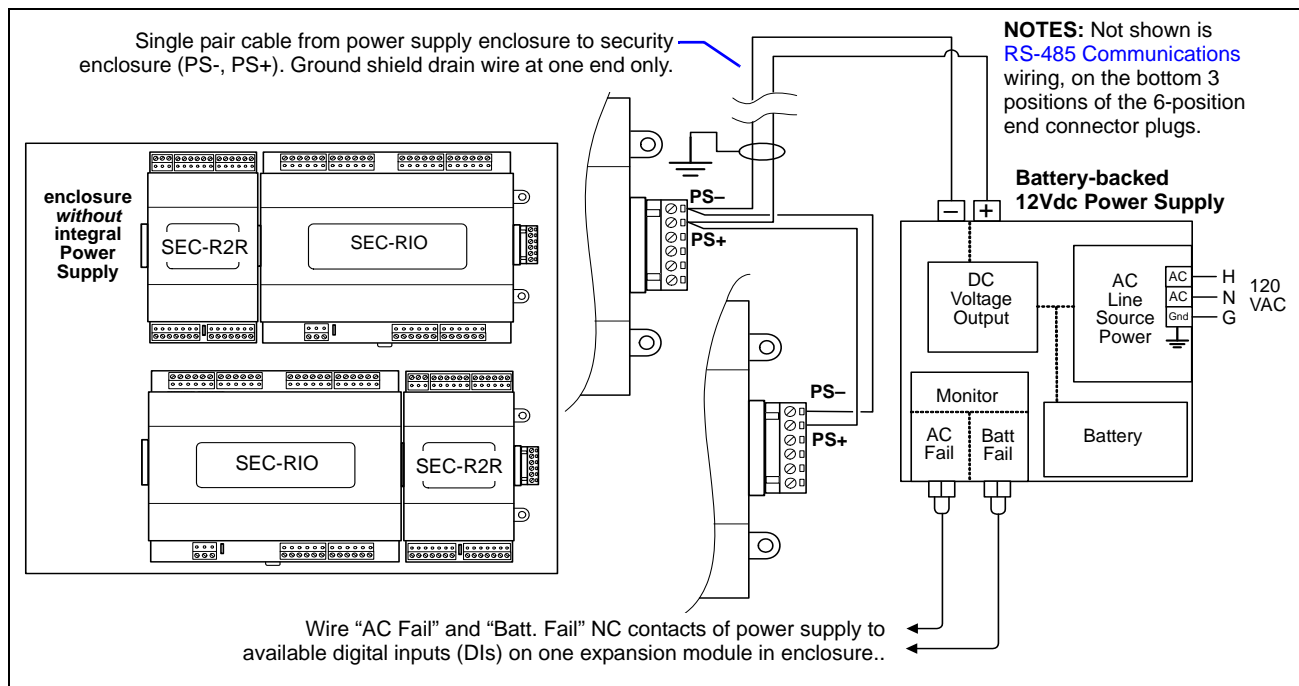 Single pair cable from power supply enclosure to security
enclosure (PS-, PS+). Ground shield drain wire at one end only.
NOTES: Not shown is
RS-485 Communications
wiring, on the bottom 3
positions of the 6-position
end connector plugs.
enclosure
without
integral
Power
Supply
SEC-R2R
SEC-RIO
SEC-RIO
SEC-R2R
PS–
PS+
PS–
PS+
Battery-backed
12Vdc Power Supply
–
+
DC
Voltage
Output
AC
Line
Source
Power
AC
AC
Gnd
H
N
G
120
VAC
Monitor
AC
Fail
Batt
Fail
Battery
Wire “AC Fail” and “Batt. Fail” NC contacts of power supply to
available digital inputs (DIs) on one expansion module in enclosure..